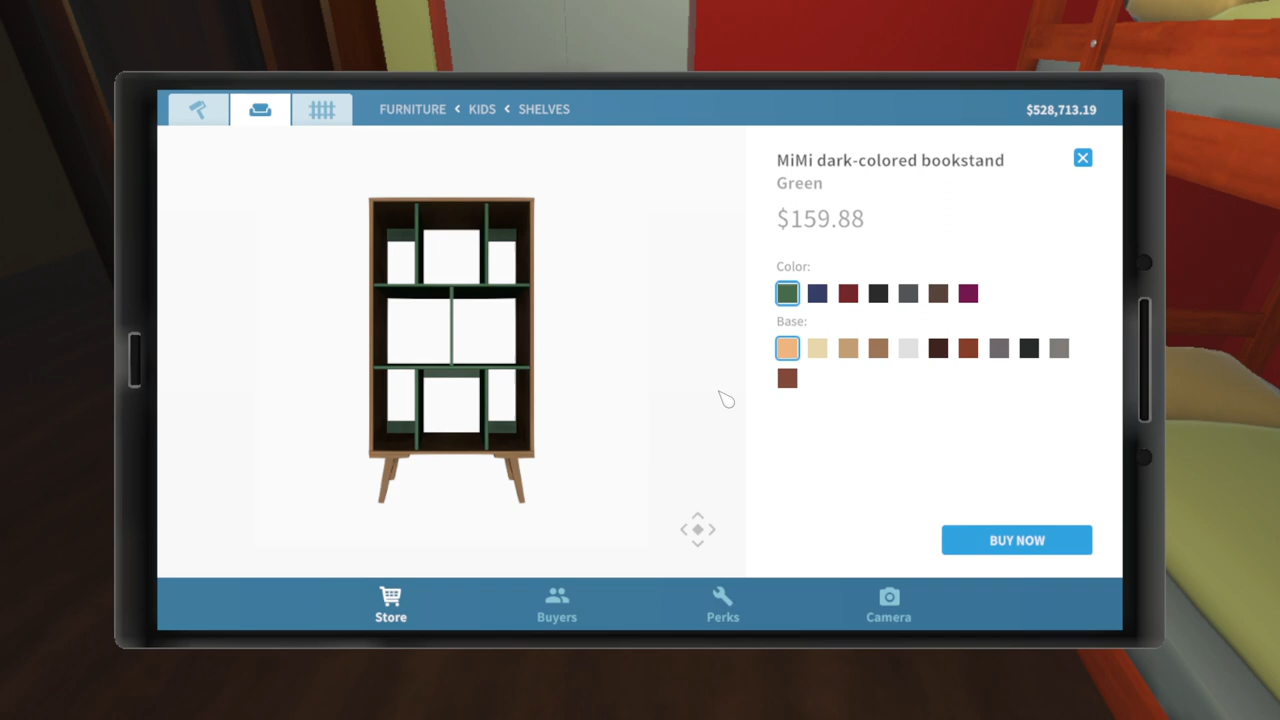 FURNITURE < KIDS < SHELVES
$528,713.19
MiMi dark-colored bookstand
Green
$159.88
Color:
Base:
BUY NOW
Store
Buyers
Perks
Camera